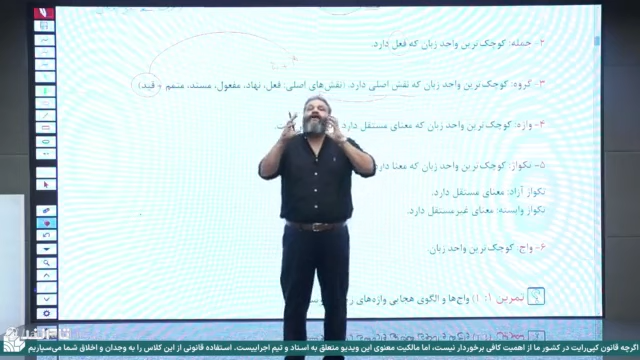 ۲- جمله: کوچک‌ترین واحد زبان که فعل دارد.
۳- گروه: کوچک‌ترین واحد زبان که نقش اصلی دارد. (نقش‌های اصلی: فعل، نهاد، مفعول، مسند، متمم + قید)
۴- واژه: کوچک‌ترین واحد زبان که معنای مستقل دارد
۵- تکواژ: کوچک‌ترین واحد زبان که معنا دارد
تکواژ آزاد: معنای مستقل دارد.
تکواژ وابسته: معنای غیر مستقل دارد.
۶- واج: کوچک‌ترین واحد زبان.
تمرین ۱: ۱) واج‌ها و الگوی هجایی واژه‌های
اگرچه قانون کپی‌رایت در کشور ما از اهمیت کافی برخوردار نیست، اما مالکیت معنوی این ویدیو متعلق به استاد و تیم اجراییست. استفاده قانونی از این کلاس را به وجدان و اخلاق شما می‌سپاریم